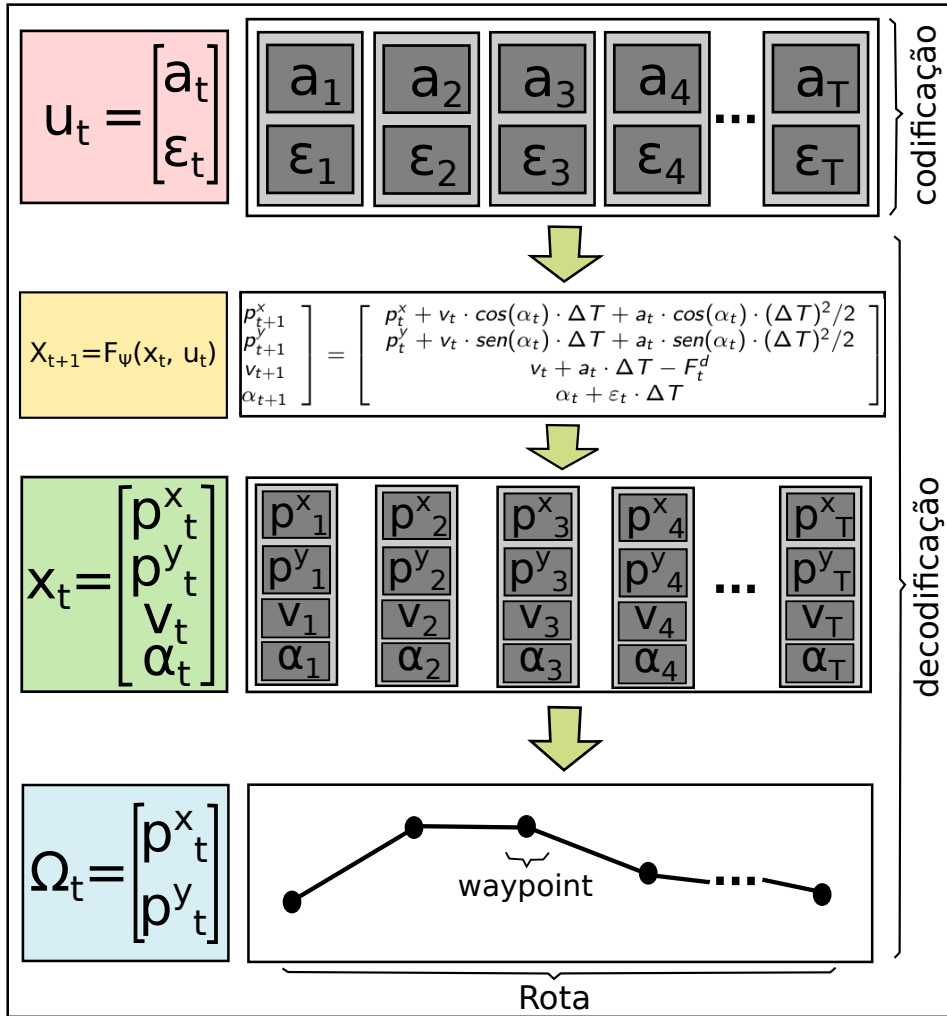 u_t = [a_t ε_t]
a_1 a_2 a_3 a_4 ... a_T
ε_1 ε_2 ε_3 ε_4 ε_T
codificação
X_{t+1}=F_Ψ(x_t, u_t)
p^x_{t+1} = p^x_t + v_t · cos(α_t) · ΔT + a_t · cos(α_t) · (ΔT)^2/2
p^y_{t+1} p^y_t + v_t · sen(α_t) · ΔT + a_t · sen(α_t) · (ΔT)^2/2
v_{t+1} v_t + a_t · ΔT − F^d_t
α_{t+1} α_t + ε_t · ΔT
x_t = [p^x_t p^y_t v_t α_t]
p^x_1 p^x_2 p^x_3 p^x_4 p^x_T
p^y_1 p^y_2 p^y_3 p^y_4 ... p^y_T
v_1 v_2 v_3 v_4 v_T
α_1 α_2 α_3 α_4 α_T
decodificação
Ω_t = [p^x_t p^y_t]
...
waypoint
Rota